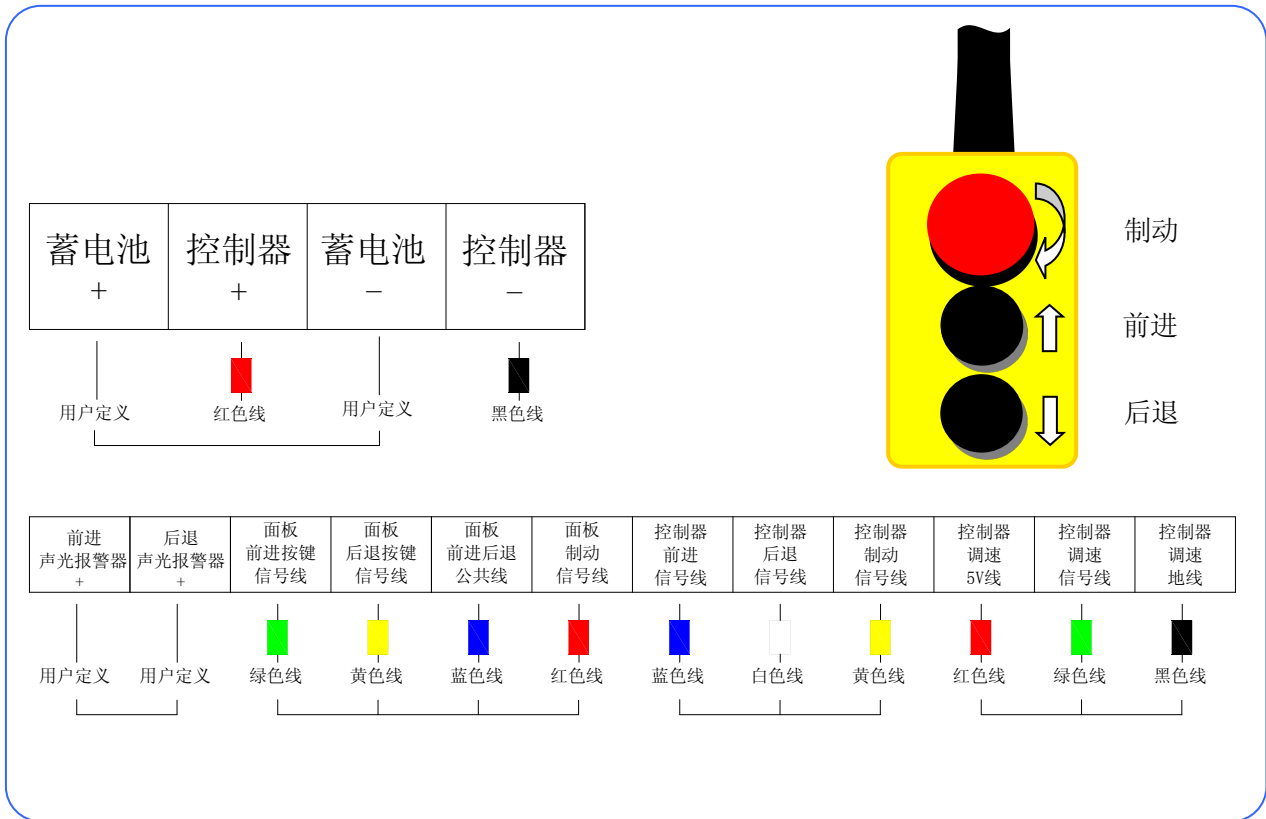 蓄电池
+
控制器
+
蓄电池
−
控制器
−
用户定义
红色线
用户定义
黑色线
制动
前进
后退
前进
声光报警器
+
后退
声光报警器
+
面板
前进按键
信号线
面板
后退按键
信号线
面板
前进后退
公共线
面板
制动
信号线
控制器
前进
信号线
控制器
后退
信号线
控制器
制动
信号线
控制器
调速
5V线
控制器
调速
信号线
控制器
调速
地线
用户定义
用户定义
绿色线
黄色线
蓝色线
红色线
蓝色线
白色线
黄色线
红色线
绿色线
黑色线